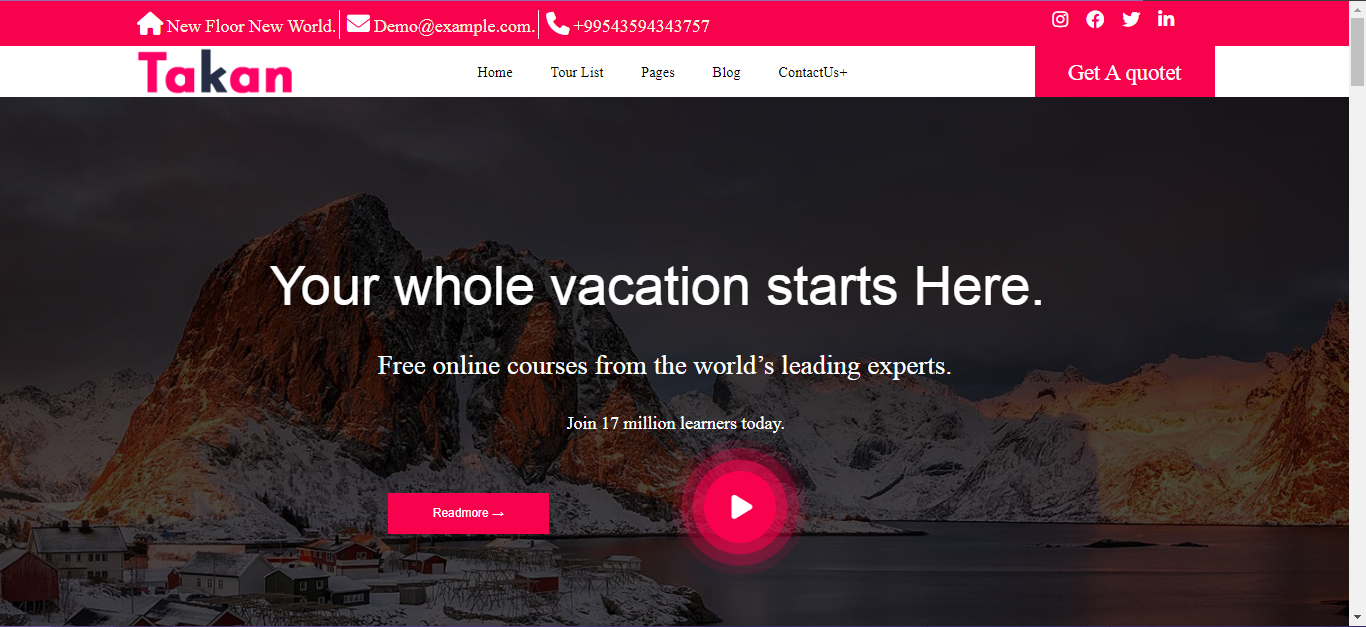 New Floor New World. Demo@example.com. +99543594343757
Takan Home Tour List Pages Blog ContactUs+ Get A quotet
Your whole vacation starts Here.
Free online courses from the world’s leading experts.
Join 17 million learners today.
Readmore →